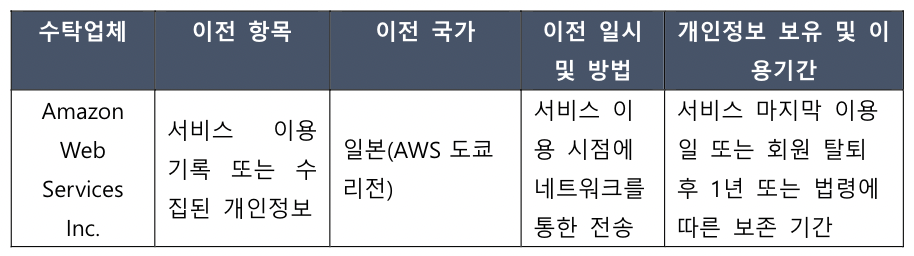 수탁업체
이전 항목
이전 국가
이전 일시
및 방법
개인정보 보유 및 이
용기간
Amazon
Web
Services
Inc.
서비스 이용
기록 또는 수
집된 개인정보
일본(AWS 도쿄
리전)
서비스 이
용 시점에
네트워크를
통한 전송
서비스 마지막 이용
일 또는 회원 탈퇴
후 1년 또는 법령에
따른 보존 기간